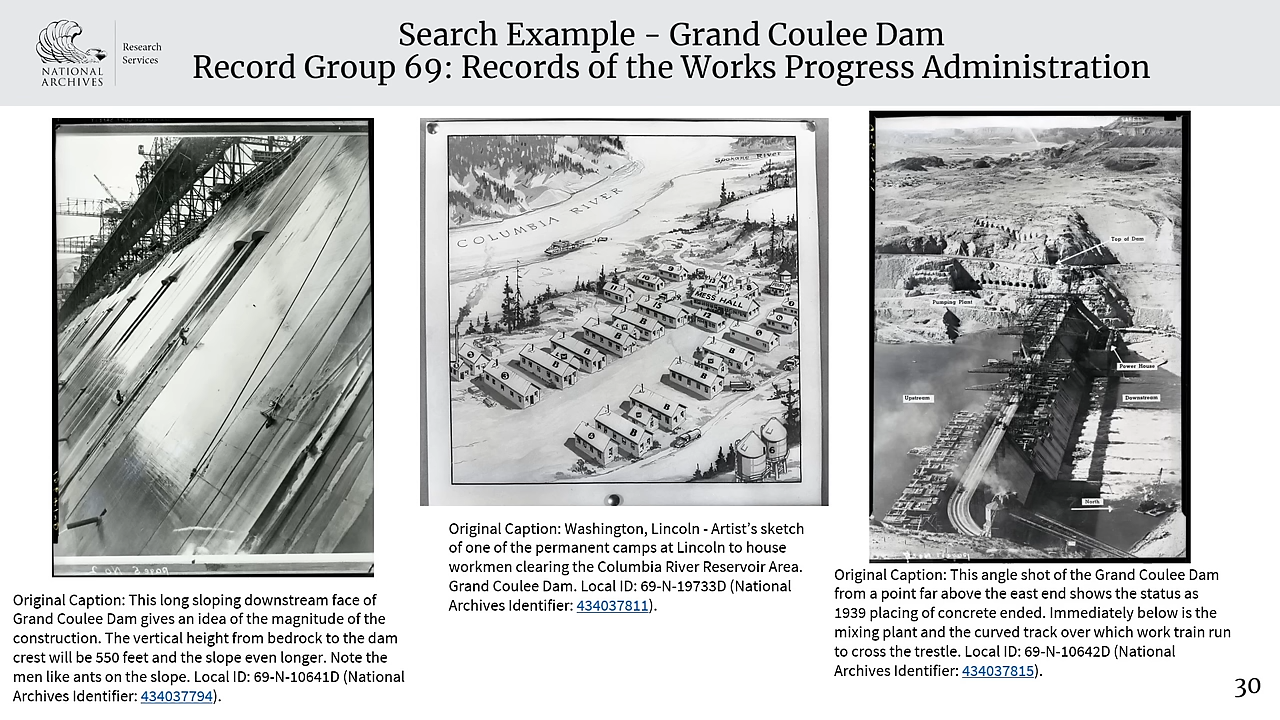 NATIONAL
ARCHIVES
Research
Services
Search Example - Grand Coulee Dam
Record Group 69: Records of the Works Progress Administration
Original Caption: This long sloping downstream face of
Grand Coulee Dam gives an idea of the magnitude of the
construction. The vertical height from bedrock to the dam
crest will be 550 feet and the slope even longer. Note the
men like ants on the slope. Local ID: 69-N-10641D (National
Archives Identifier: 434037794).
Spokane River
COLUMBIA RIVER
MESS HALL
Original Caption: Washington, Lincoln - Artist's sketch
of one of the permanent camps at Lincoln to house
workmen clearing the Columbia River Reservoir Area.
Grand Coulee Dam. Local ID: 69-N-19733D (National
Archives Identifier: 434037811).
Top of Dam
Pumping Plant
Power House
Upstream
Downstream
North
Original Caption: This angle shot of the Grand Coulee Dam
from a point far above the east end shows the status as
1939 placing of concrete ended. Immediately below is the
mixing plant and the curved track over which work train run
to cross the trestle. Local ID: 69-N-10642D (National
Archives Identifier: 434037815).
30